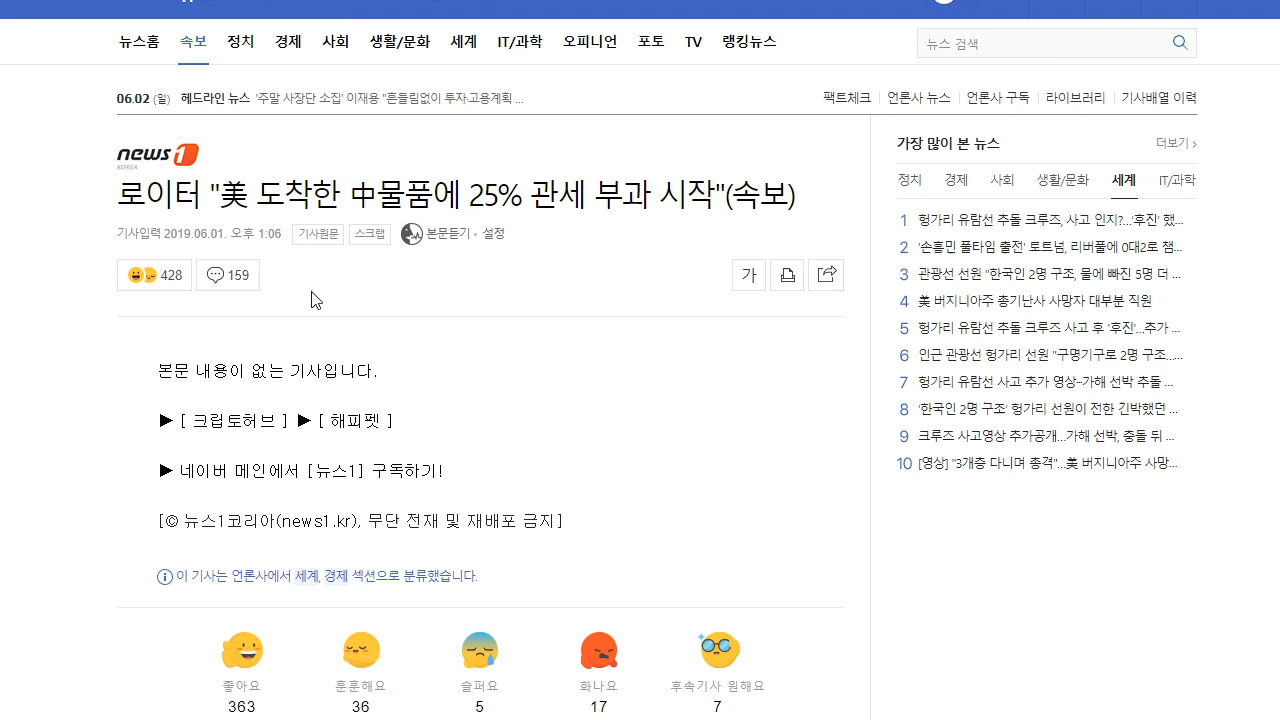 뉴스홈 속보 정치 경제 사회 생활/문화 세계 IT/과학 오피니언 포토 TV 랭킹뉴스
뉴스 검색
06.02 (일) 헤드라인 뉴스 '주말 사장단 소집' 이재용 "흔들림없이 투자·고용계획 ...
팩트체크 언론사 뉴스 언론사 구독 라이브러리 기사배열 이력
news1
KOREA
로이터 "美 도착한 中물품에 25% 관세 부과 시작"(속보)
기사입력 2019.06.01. 오후 1:06 기사원문 스크랩 본문듣기 · 설정
428 159
가
본문 내용이 없는 기사입니다.
▶ [ 크립토허브 ] ▶ [ 해피펫 ]
▶ 네이버 메인에서 [뉴스1] 구독하기!
[© 뉴스1코리아(news1.kr), 무단 전재 및 재배포 금지]
이 기사는 언론사에서 세계, 경제 섹션으로 분류했습니다.
좋아요 훈훈해요 슬퍼요 화나요 후속기사 원해요
363 36 5 17 7
가장 많이 본 뉴스 더보기
정치 경제 사회 생활/문화 세계 IT/과학
1 헝가리 유람선 추돌 크루즈, 사고 인지?…'후진' 했...
2 '손흥민 풀타임 출전' 토트넘, 리버풀에 0대2로 챔...
3 관광선 선원 "한국인 2명 구조, 물에 빠진 5명 더 ...
4 美 버지니아주 총기난사 사망자 대부분 직원
5 헝가리 유람선 추돌 크루즈 사고 후 '후진'…추가 ...
6 인근 관광선 헝가리 선원 "구명기구로 2명 구조…...
7 헝가리 유람선 사고 추가 영상–가해 선박 추돌 ...
8 '한국인 2명 구조' 헝가리 선원이 전한 긴박했던 ...
9 크루즈 사고영상 추가공개…가해 선박, 충돌 뒤 ...
10 [영상] "3개층 다니며 총격"…美 버지니아주 사망...